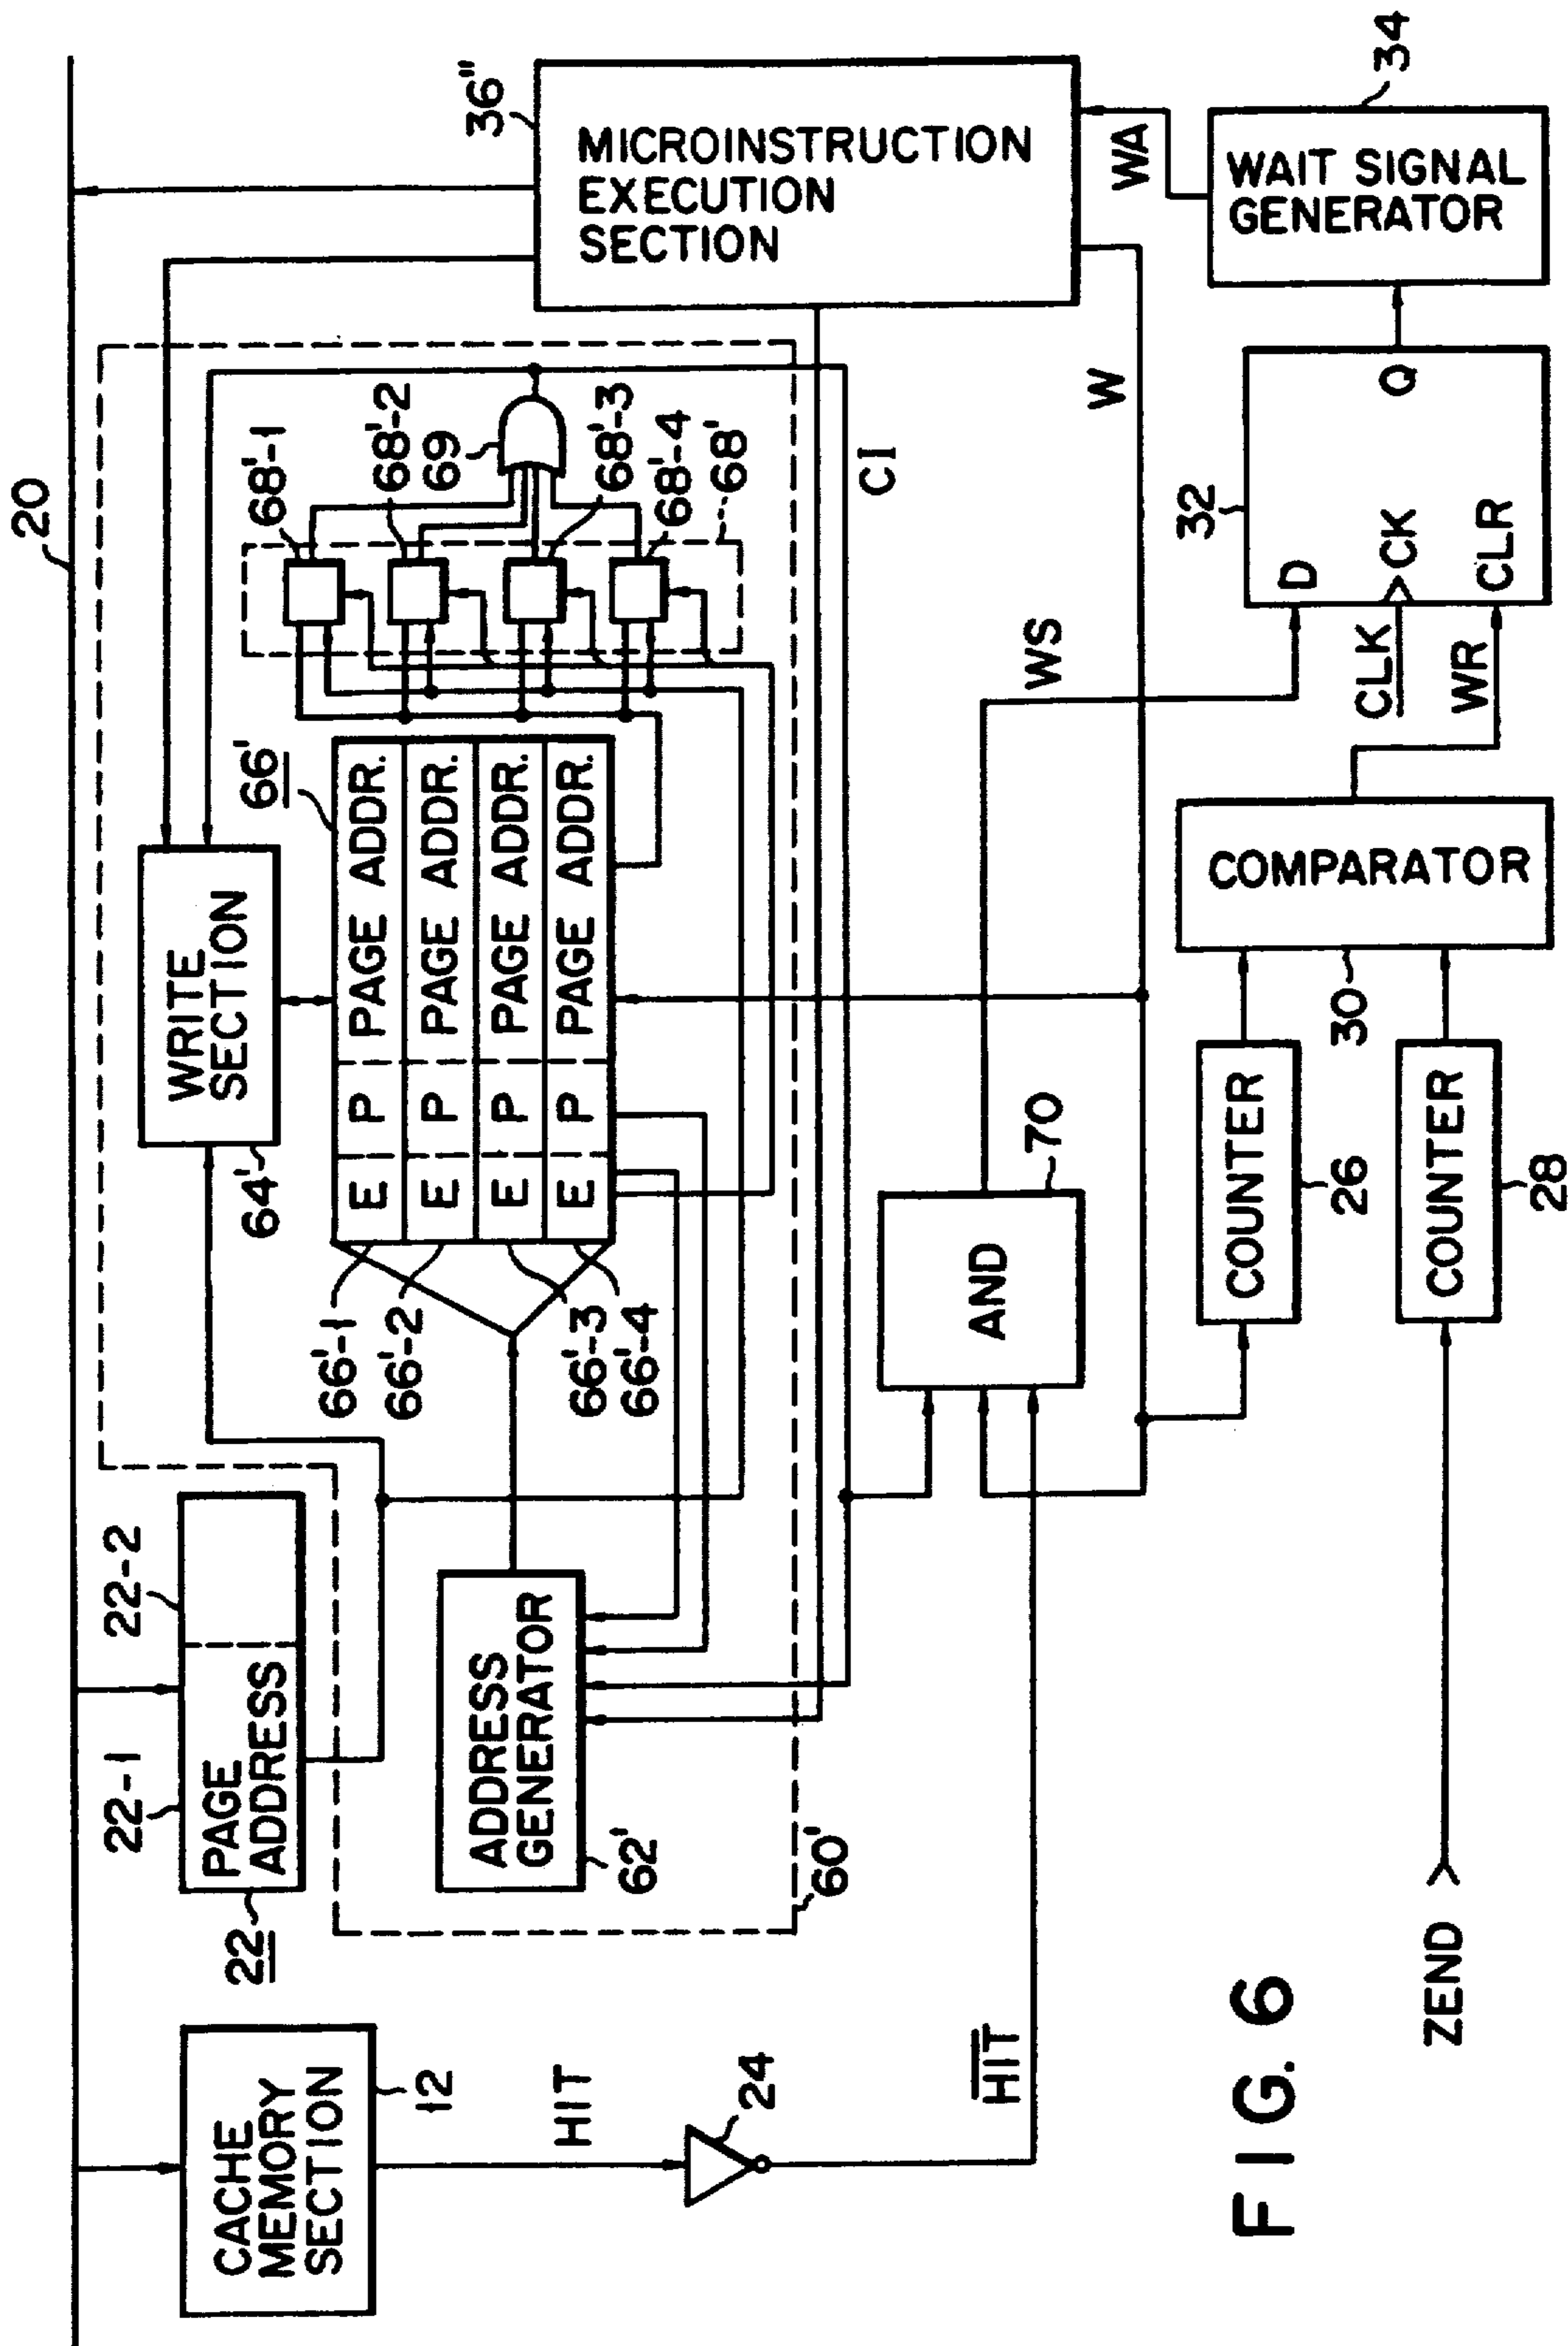 20
CACHE
MEMORY
SECTION
12
HIT
24
HIT
22
22-1
22-2
PAGE
ADDRESS
ADDRESS
GENERATOR
62'
60'
WRITE
SECTION
64'
66'
E P PAGE ADDR.
E P PAGE ADDR.
E P PAGE ADDR.
E P PAGE ADDR.
66'-1
66'-2
66'-3
66'-4
68'-1
68'-2
69
68'-3
68'-4
68'
36"
MICROINSTRUCTION
EXECUTION
SECTION
CI
W
WA
AND
70
WS
COUNTER
26
COUNTER
28
ZEND
COMPARATOR
30
CLK
WR
32
D
CK
CLR
Q
WAIT SIGNAL
GENERATOR
34
FIG. 6